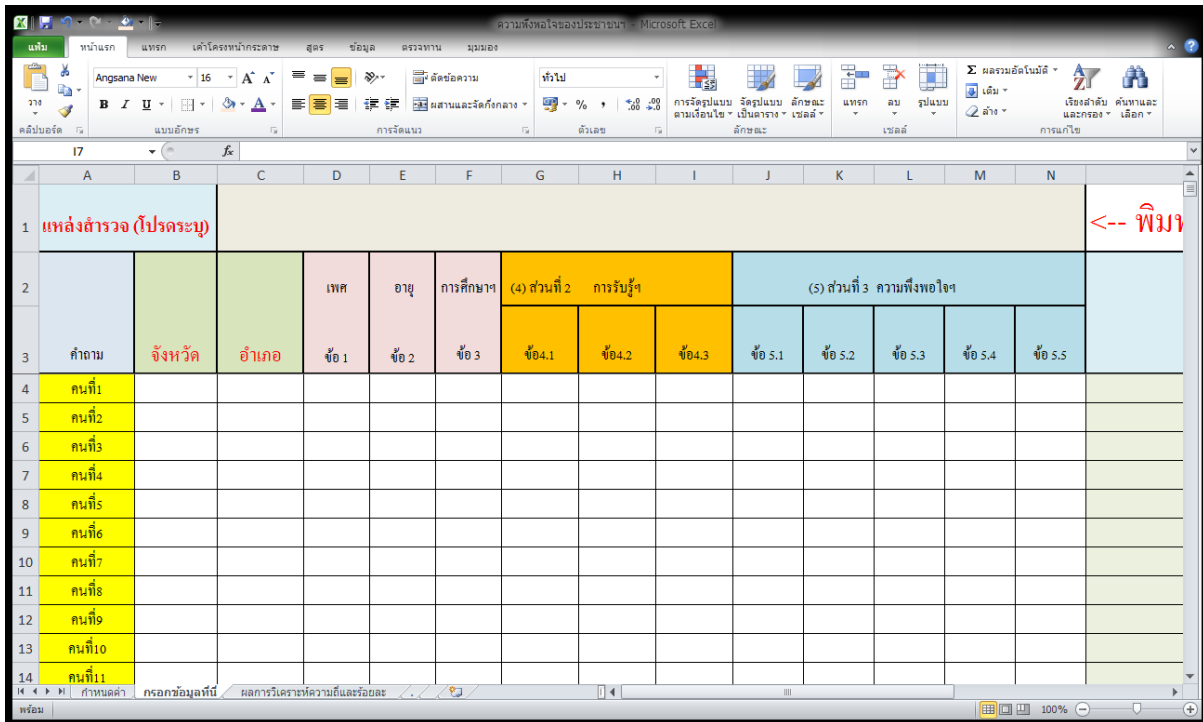 ความพึงพอใจของประชาชนฯ - Microsoft Excel
แฟ้ม หน้าแรก แทรก เค้าโครงหน้ากระดาษ สูตร ข้อมูล ตรวจทาน มุมมอง
Angsana New 16 ตัดข้อความ ทั่วไป Σ ผลรวมอัตโนมัติ
เติม
วาง B I U A ผสานและจัดกึ่งกลาง % , การจัดรูปแบบ จัดรูปแบบ ลักษณะ แทรก ลบ รูปแบบ เรียงลำดับ ค้นหาและ
ตามเงื่อนไข เป็นตาราง เซลล์ ล้าง และกรอง เลือก
คลิปบอร์ด แบบอักษร การจัดแนว ตัวเลข ลักษณะ เซลล์ การแก้ไข
I7 fx
A B C D E F G H I J K L M N
1 แหล่งสำรวจ (โปรดระบุ) <-- พิมพ
2 เพศ อายุ การศึกษาฯ (4) ส่วนที่ 2 การรับรู้ฯ (5) ส่วนที่ 3 ความพึงพอใจฯ
3 คำถาม จังหวัด อำเภอ ข้อ 1 ข้อ 2 ข้อ 3 ข้อ4.1 ข้อ4.2 ข้อ4.3 ข้อ 5.1 ข้อ 5.2 ข้อ 5.3 ข้อ 5.4 ข้อ 5.5
4 คนที่1
5 คนที่2
6 คนที่3
7 คนที่4
8 คนที่5
9 คนที่6
10 คนที่7
11 คนที่8
12 คนที่9
13 คนที่10
14 คนที่11
กำหนดค่า กรอกข้อมูลที่นี่ ผลการวิเคราะห์ความถี่และร้อยละ .
พร้อม 100%